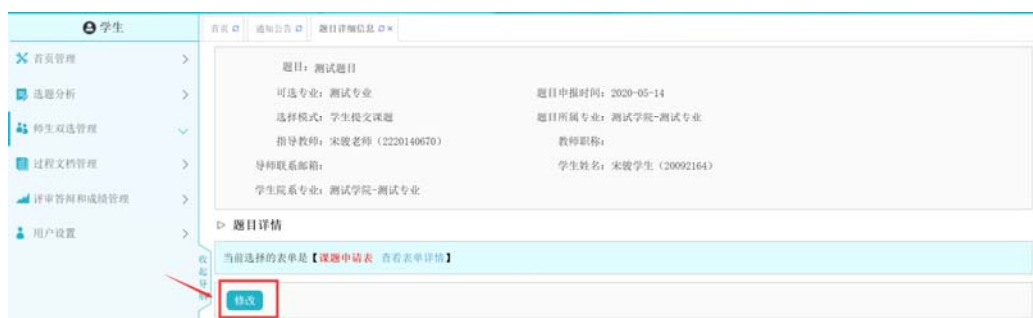 学生
首页
通知公告
题目详细信息
首页管理
选题分析
师生双选管理
过程文档管理
评审答辩和成绩管理
用户设置
收起导航
题目：测试题目
可选专业：测试专业 题目申报时间：2020-05-14
选择模式：学生提交课题 题目所属专业：测试学院-测试专业
指导教师：宋骏老师（2220140670） 教师职称：
导师联系邮箱： 学生姓名：宋骏学生（20092164）
学生院系专业：测试学院-测试专业
▷ 题目详情
当前选择的表单是【课题申请表 查看表单详情】
修改